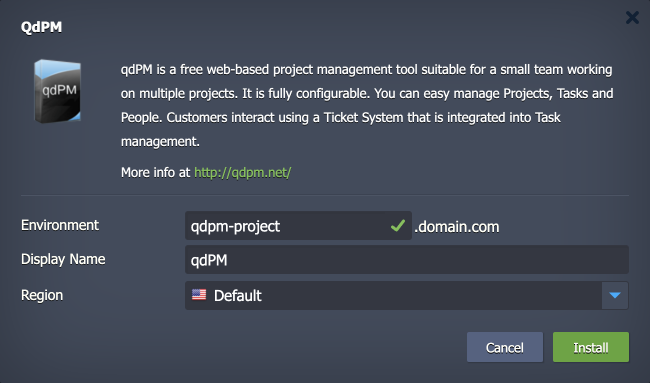 QdPM
qdPM
qdPM is a free web-based project management tool suitable for a small team working
on multiple projects. It is fully configurable. You can easy manage Projects, Tasks and
People. Customers interact using a Ticket System that is integrated into Task
management.
More info at http://qdpm.net/
Environment qdpm-project .domain.com
Display Name qdPM
Region Default
Cancel Install